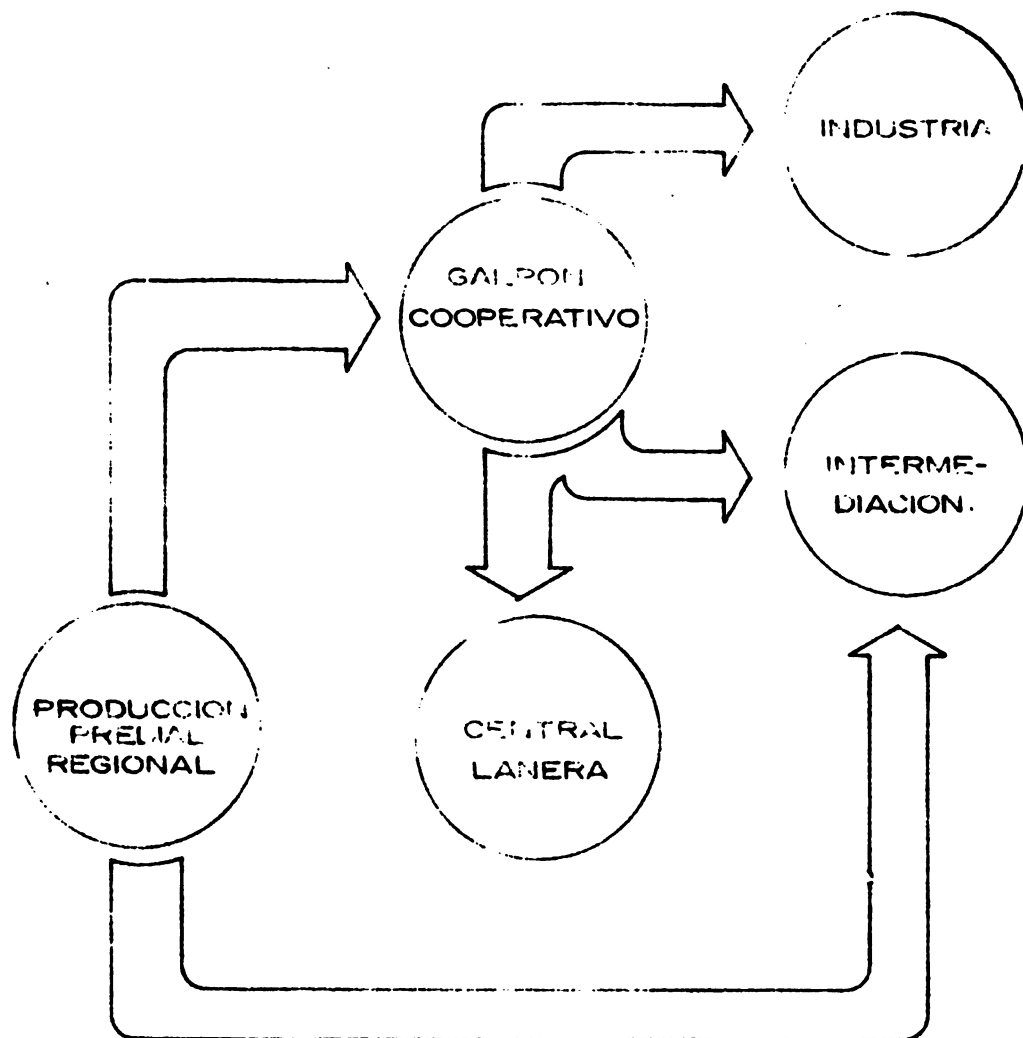 INDUSTRIA
GALPON
COOPERATIVO
INTERME-
DIACION.
PRODUCCION
PREDIAL
REGIONAL
CENTRAL
LANERA